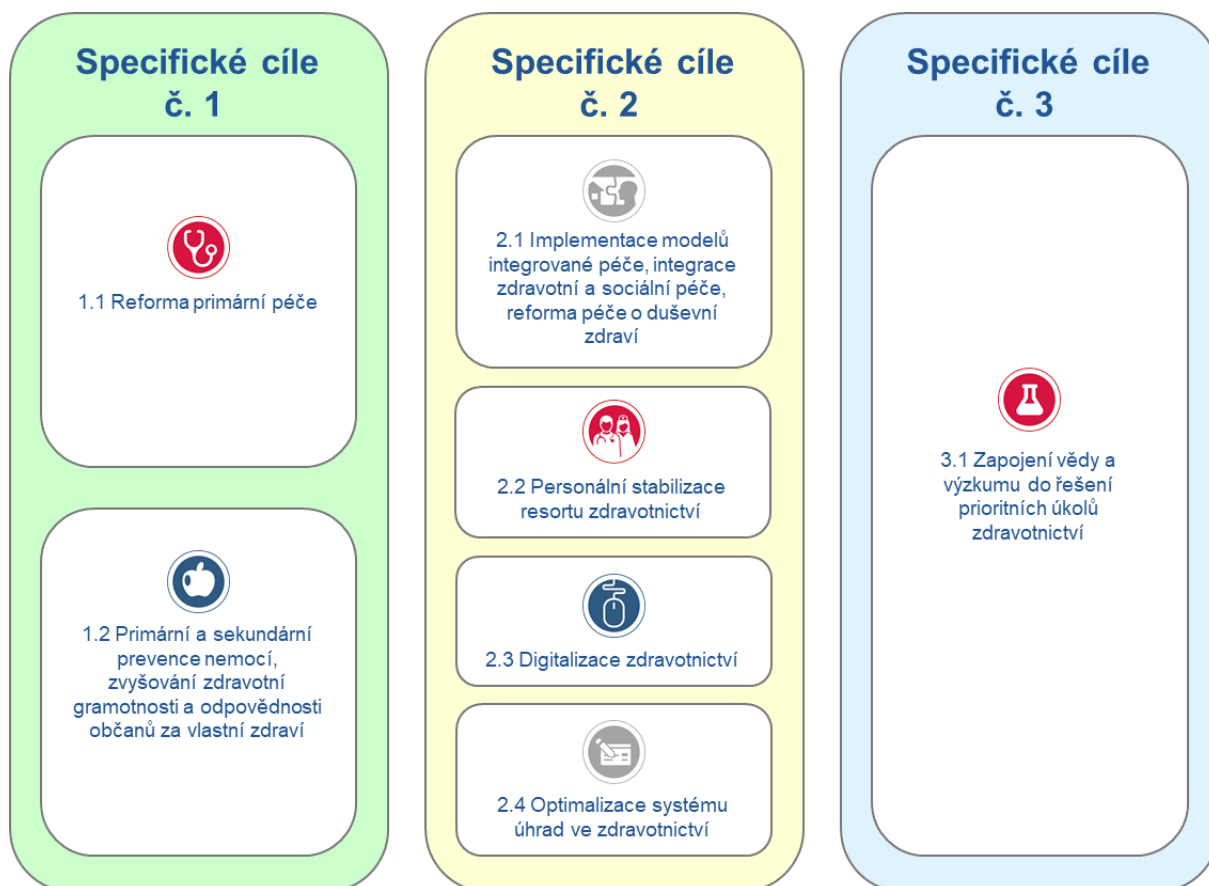 Specifické cíle
č. 1
1.1 Reforma primární péče
1.2 Primární a sekundární
prevence nemocí,
zvyšování zdravotní
gramotnosti a odpovědnosti
občanů za vlastní zdraví
Specifické cíle
č. 2
2.1 Implementace modelů
integrované péče, integrace
zdravotní a sociální péče,
reforma péče o duševní
zdraví
2.2 Personální stabilizace
resortu zdravotnictví
2.3 Digitalizace zdravotnictví
2.4 Optimalizace systému
úhrad ve zdravotnictví
Specifické cíle
č. 3
3.1 Zapojení vědy a
výzkumu do řešení
prioritních úkolů
zdravotnictví